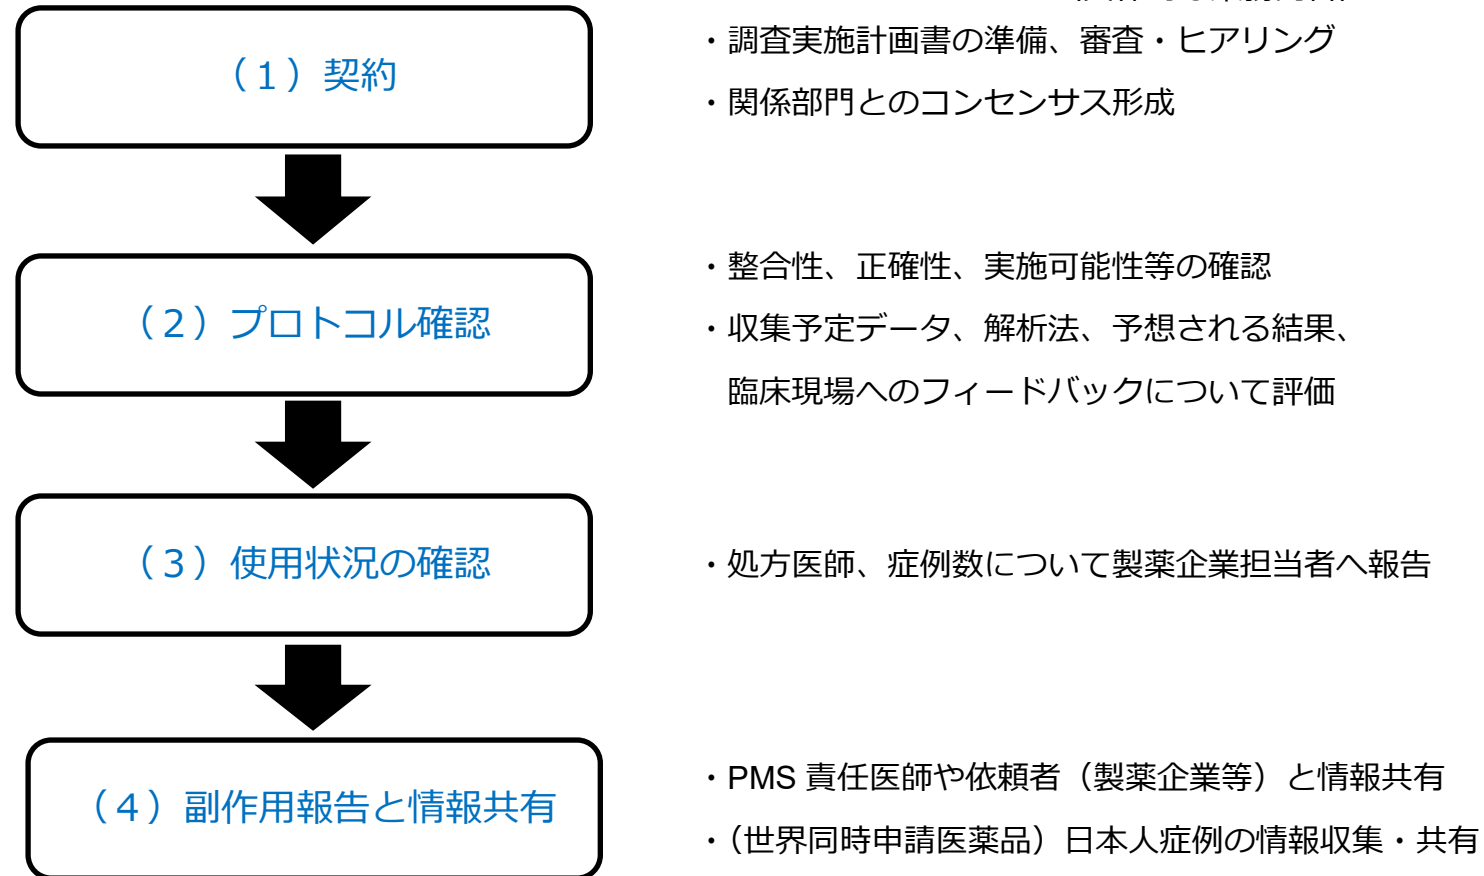 ・調査実施計画書の準備、審査・ヒアリング
（１）契約
・関係部門とのコンセンサス形成
・整合性、正確性、実施可能性等の確認
（２）プロトコル確認
・収集予定データ、解析法、予想される結果、
臨床現場へのフィードバックについて評価
（３）使用状況の確認
・処方医師、症例数について製薬企業担当者へ報告
・PMS 責任医師や依頼者（製薬企業等）と情報共有
（４）副作用報告と情報共有
・（世界同時申請医薬品）日本人症例の情報収集・共有